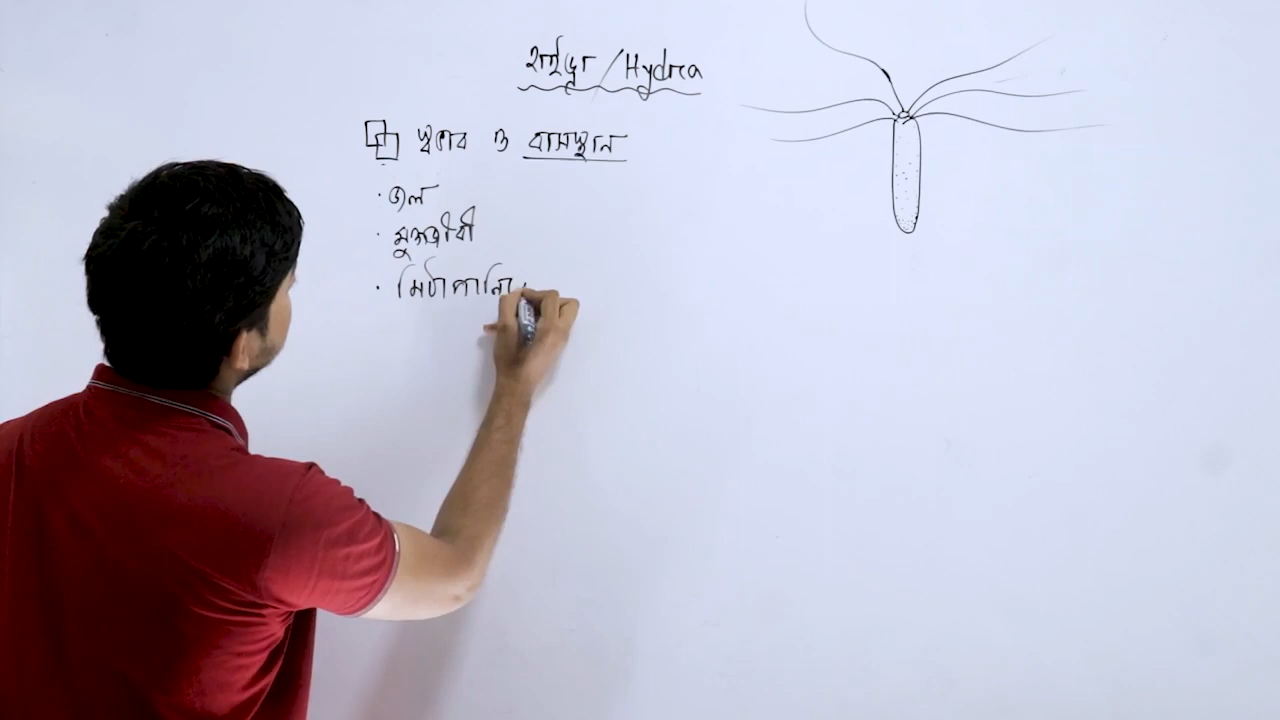 হাইড্রা / Hydra
স্বভাব ও বাসস্থান
· জল
· মুক্তজীবী
· মিঠাপানি